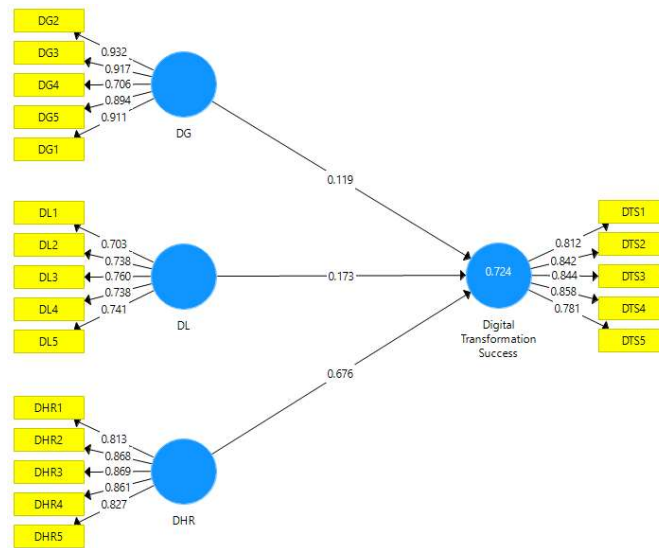 DG2
DG3
DG4
DG5
DG1
0.932
0.917
0.706
0.894
0.911
DG
0.119
DL1
DL2
DL3
DL4
DL5
0.703
0.738
0.760
0.738
0.741
DL
0.173
DHR1
DHR2
DHR3
DHR4
DHR5
0.813
0.868
0.869
0.861
0.827
DHR
0.676
0.724
Digital
Transformation
Success
0.812
0.842
0.844
0.858
0.781
DTS1
DTS2
DTS3
DTS4
DTS5